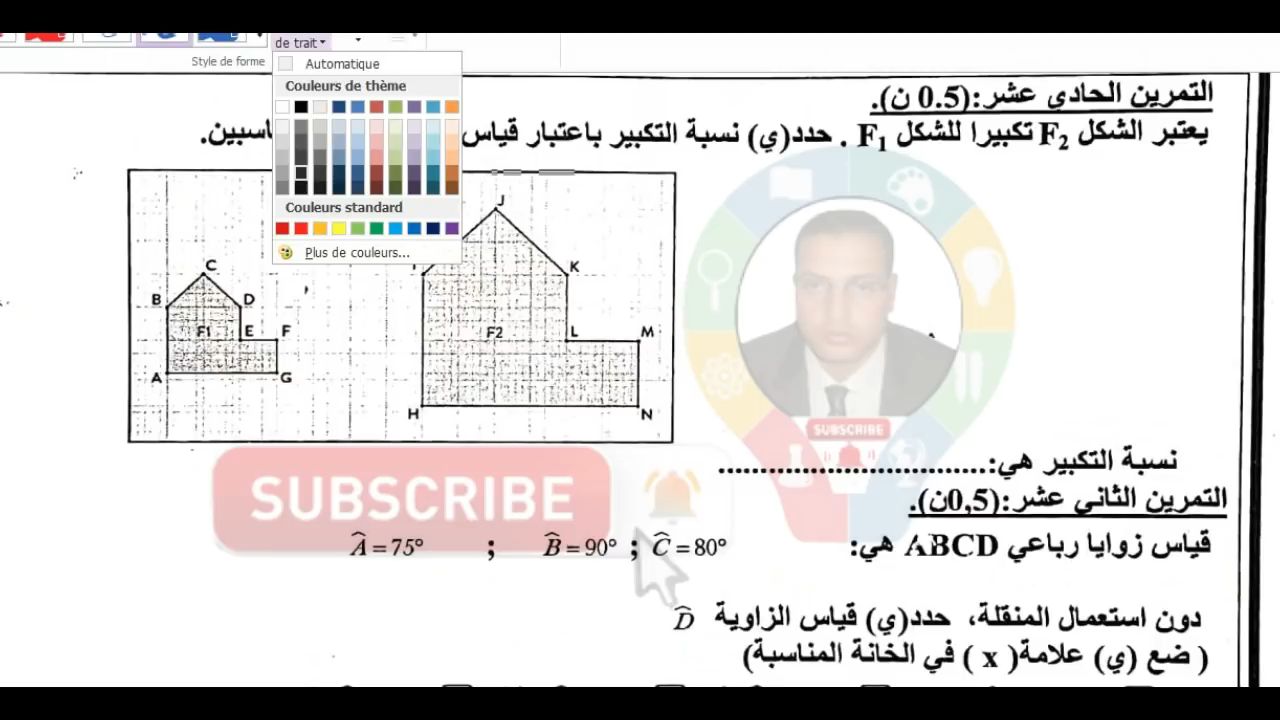 de trait
Style de forme
Automatique
Couleurs de thème
Couleurs standard
Plus de couleurs...
التمرين الحادي عشر:(0.5 ن).
يعتبر الشكل F2 تكبيرا للشكل F1 . حدد(ي) نسبة التكبير باعتبار قياس
J
K
L
M
F2
H
N
C
B
D
F1
E
F
A
G
SUBSCRIBE
نسبة التكبير هي:................................
التمرين الثاني عشر:(0,5ن).
SUBSCRIBE
قياس زوايا رباعي ABCD هي: Ĉ = 80° ; B̂ = 90° ; Â = 75°
دون استعمال المنقلة، حدد(ي) قياس الزاوية D̂
( ضع (ي) علامة( x ) في الخانة المناسبة)